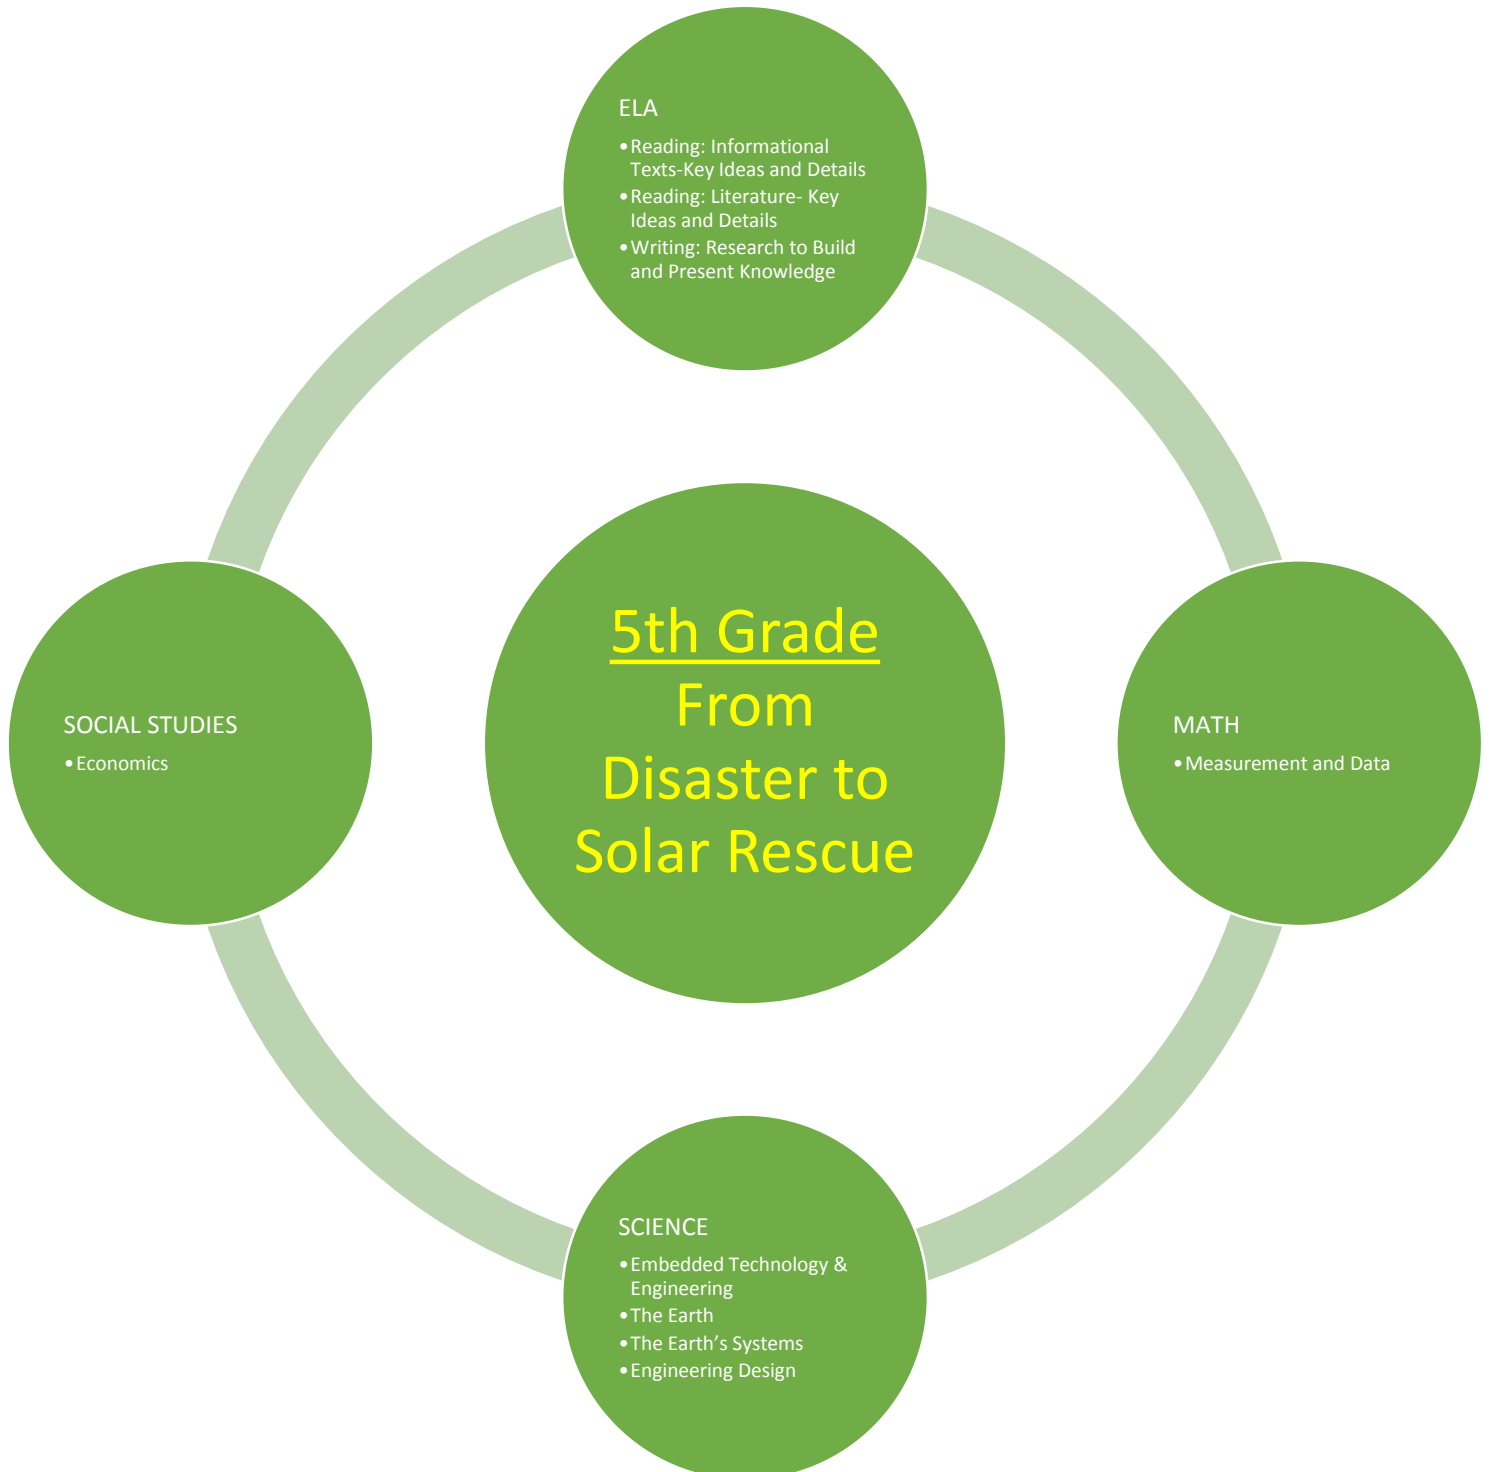 ELA
•Reading: Informational
Texts-Key Ideas and Details
•Reading: Literature- Key
Ideas and Details
•Writing: Research to Build
and Present Knowledge
5th Grade
From
Disaster to
Solar Rescue
SOCIAL STUDIES
•Economics
MATH
•Measurement and Data
SCIENCE
•Embedded Technology &
Engineering
•The Earth
•The Earth’s Systems
•Engineering Design